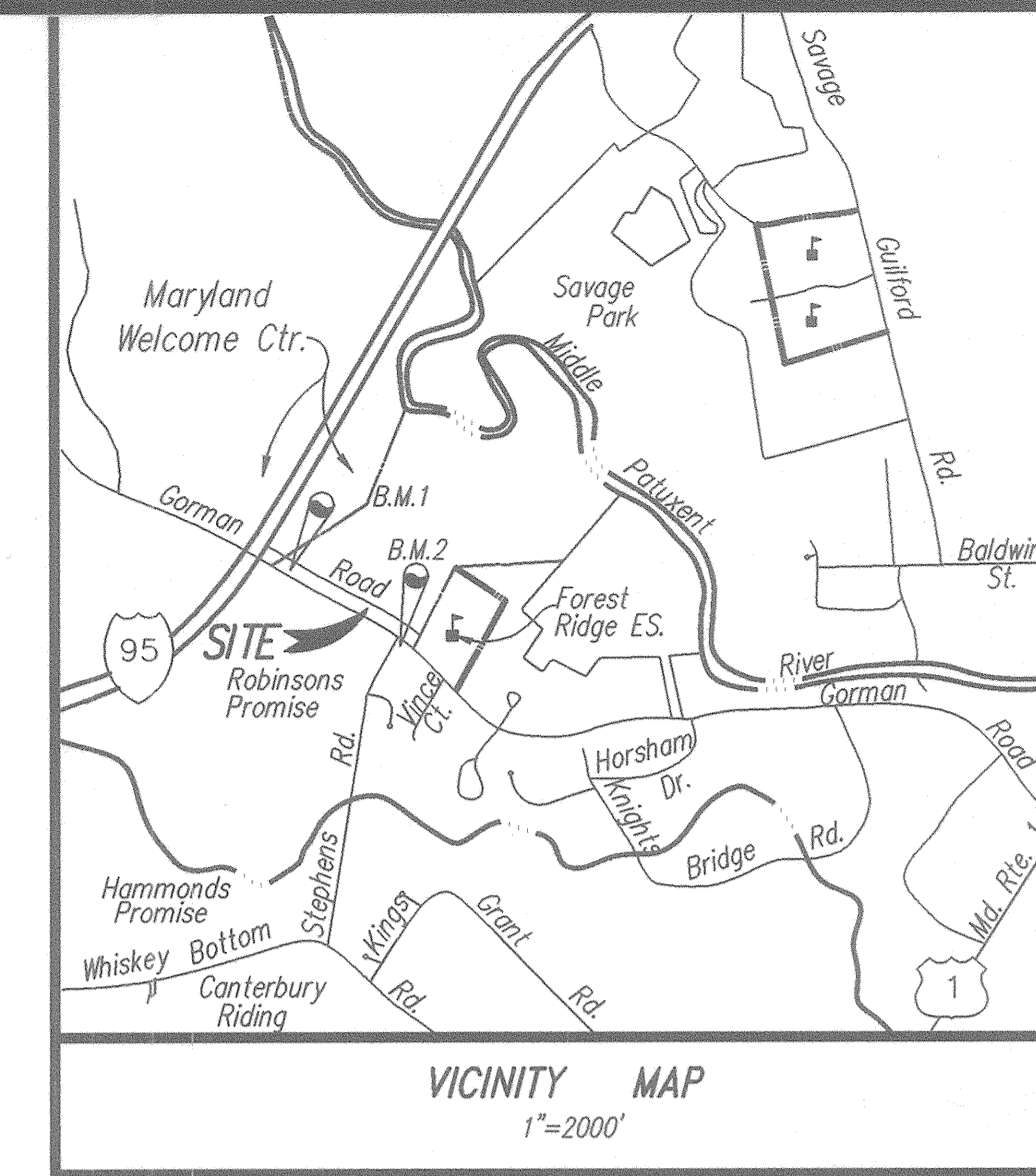 Savage
Guilford
Rd.
Maryland
Welcome Ctr.
Savage
Park
Middle
Patuxent
River
Gorman
Road
B.M.1
B.M.2
Baldwin
St.
Forest
Ridge ES.
95
SITE
Robinsons
Promise
Vince
Ct.
Gorman
Road
Horsham
Dr.
Knights
Bridge
Rd.
Stephens
Rd.
Hammonds
Promise
Whiskey Bottom
Rd.
Kings
Grant
Rd.
Canterbury
Riding
Md. Rte.
1
VICINITY MAP
1"=2000'